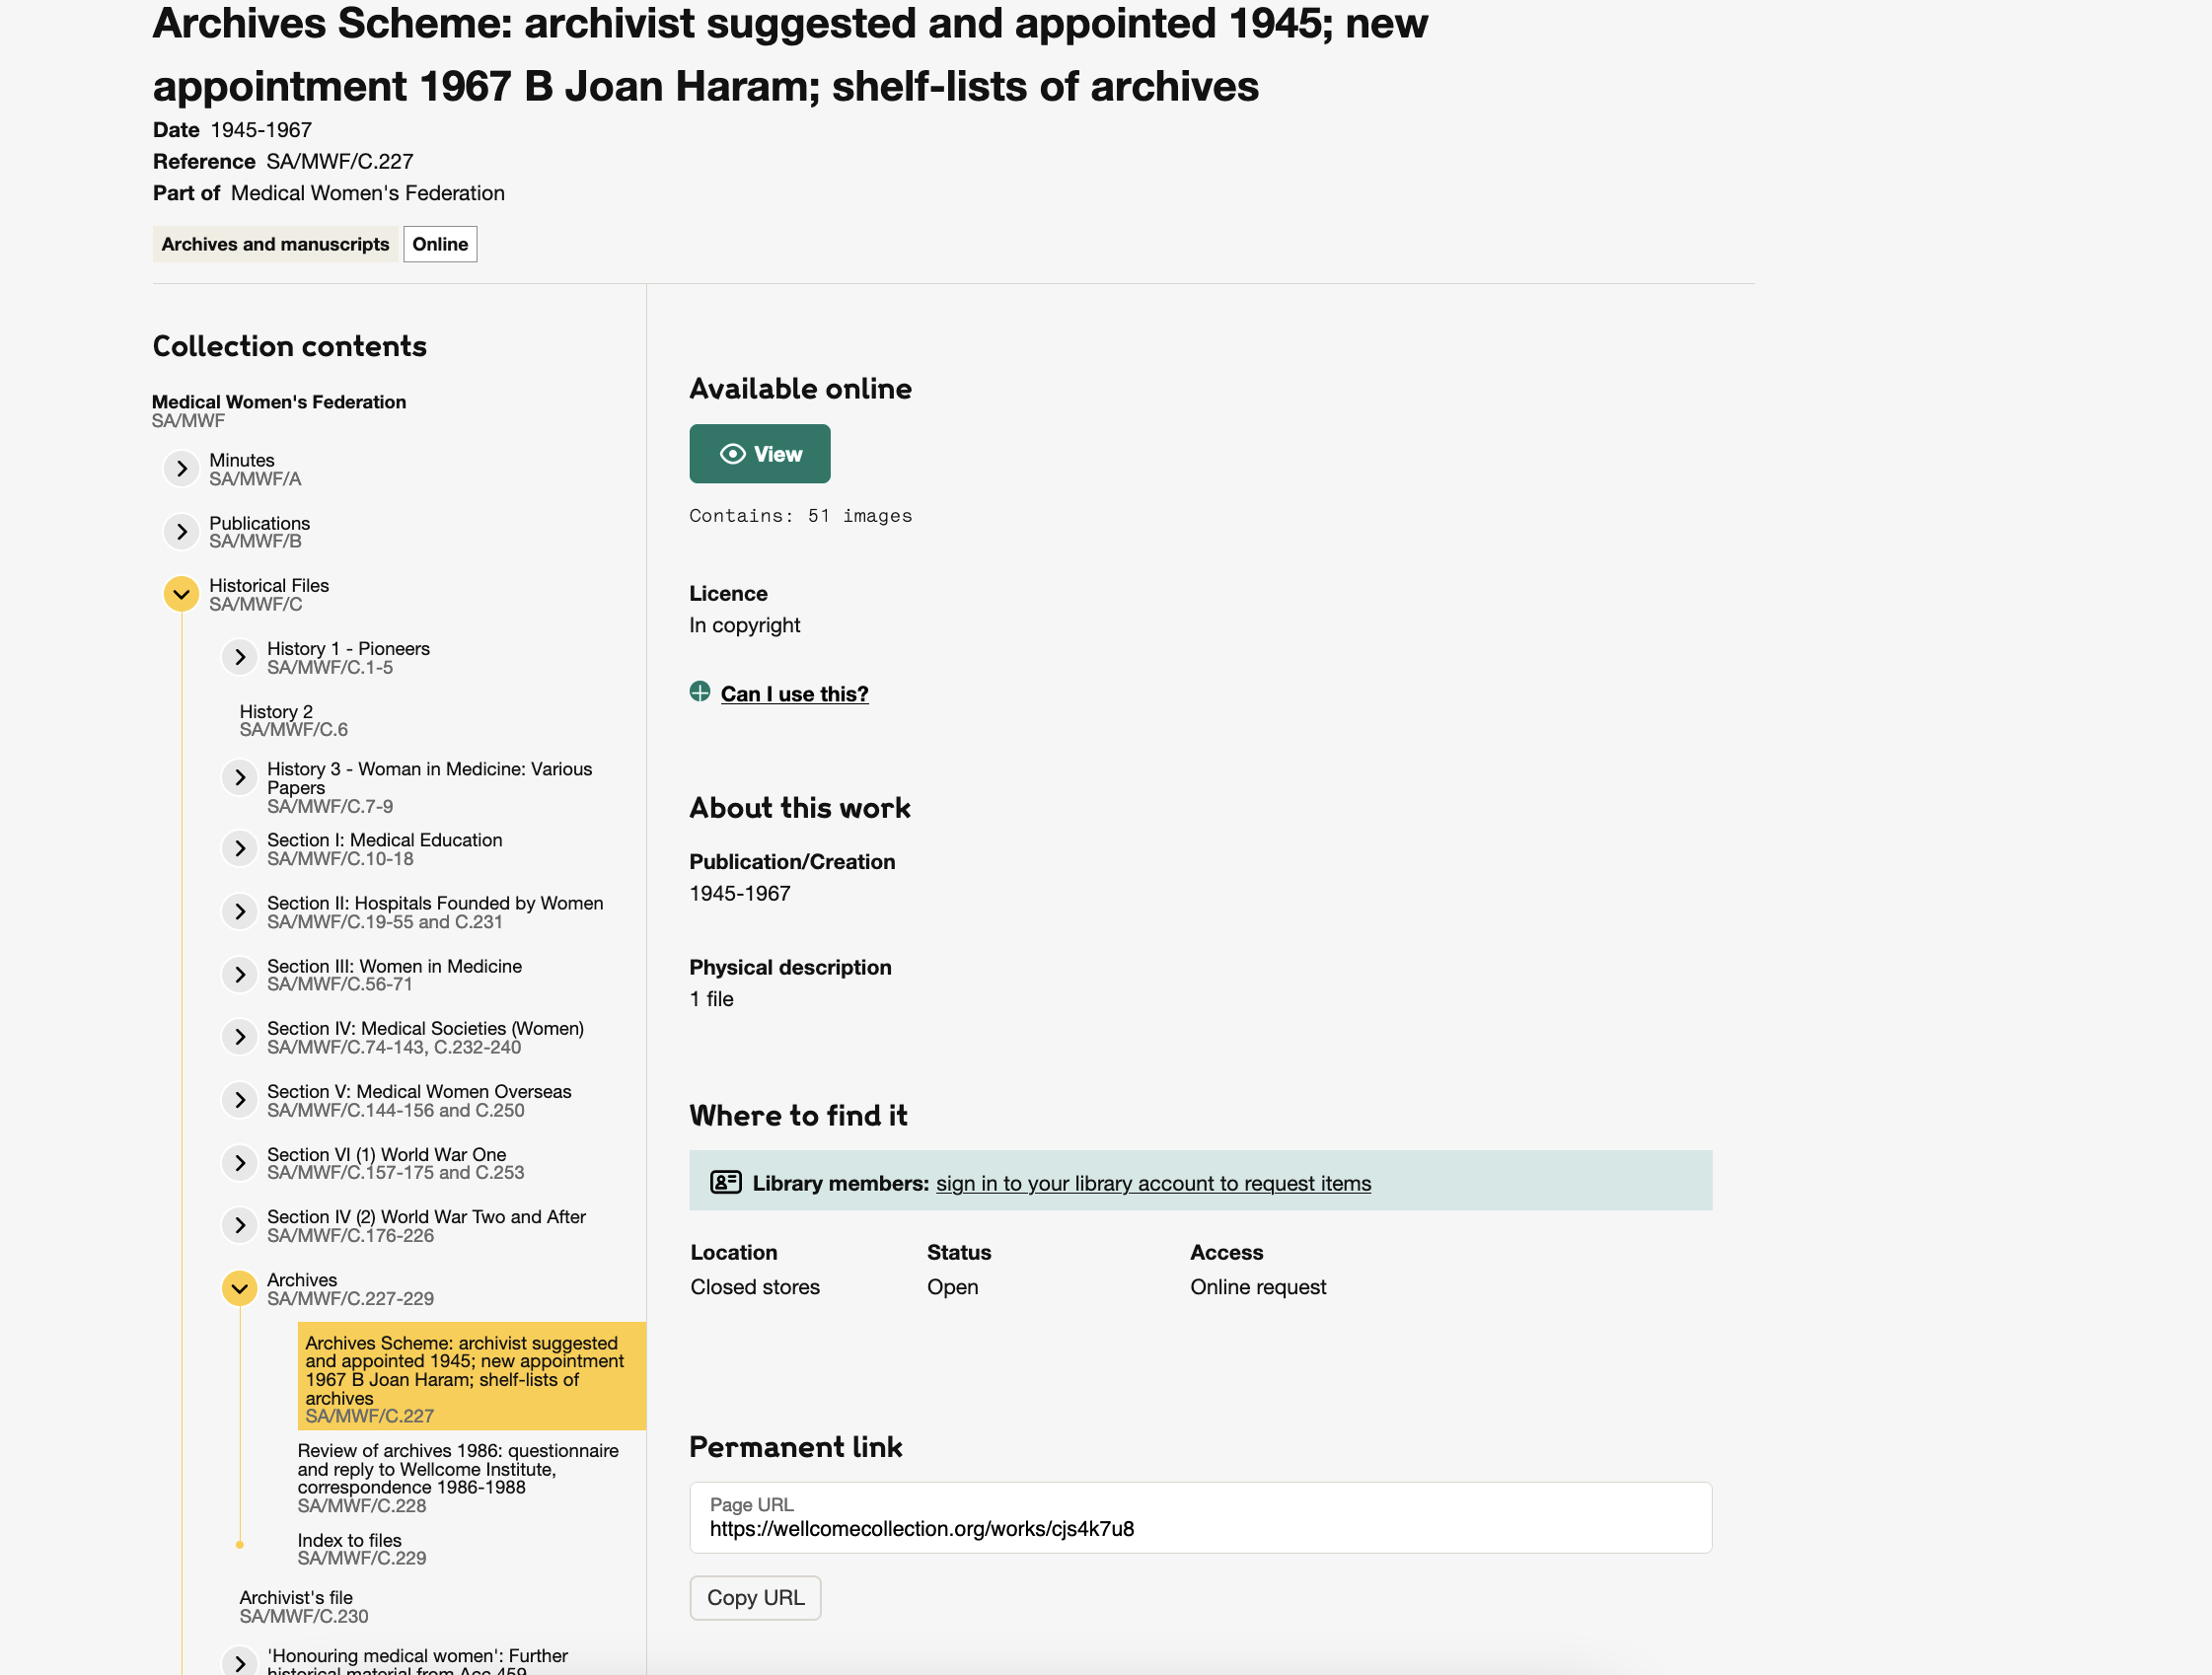 Archives Scheme: archivist suggested and appointed 1945; new
appointment 1967 B Joan Haram; shelf-lists of archives
Date 1945-1967
Reference SA/MWF/C.227
Part of Medical Women's Federation
Archives and manuscripts Online
Collection contents
Medical Women's Federation
SA/MWF
Minutes
SA/MWF/A
Publications
SA/MWF/B
Historical Files
SA/MWF/C
History 1 - Pioneers
SA/MWF/C.1-5
History 2
SA/MWF/C.6
History 3 - Woman in Medicine: Various
Papers
SA/MWF/C.7-9
Section I: Medical Education
SA/MWF/C.10-18
Section II: Hospitals Founded by Women
SA/MWF/C.19-55 and C.231
Section III: Women in Medicine
SA/MWF/C.56-71
Section IV: Medical Societies (Women)
SA/MWF/C.74-143, C.232-240
Section V: Medical Women Overseas
SA/MWF/C.144-156 and C.250
Section VI (1) World War One
SA/MWF/C.157-175 and C.253
Section IV (2) World War Two and After
SA/MWF/C.176-226
Archives
SA/MWF/C.227-229
Archives Scheme: archivist suggested
and appointed 1945; new appointment
1967 B Joan Haram; shelf-lists of
archives
SA/MWF/C.227
Review of archives 1986: questionnaire
and reply to Wellcome Institute,
correspondence 1986-1988
SA/MWF/C.228
Index to files
SA/MWF/C.229
Archivist's file
SA/MWF/C.230
'Honouring medical women': Further
historical material from Acc 459
Available online
View
Contains: 51 images
Licence
In copyright
Can I use this?
About this work
Publication/Creation
1945-1967
Physical description
1 file
Where to find it
Library members: sign in to your library account to request items
Location Status Access
Closed stores Open Online request
Permanent link
Page URL
https://wellcomecollection.org/works/cjs4k7u8
Copy URL